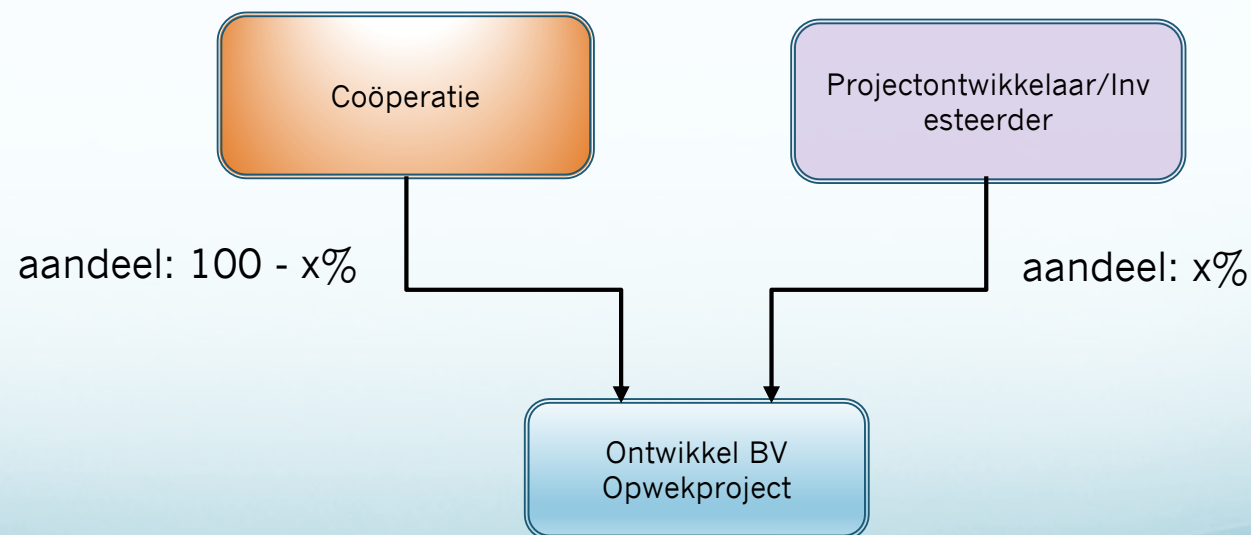 Coöperatie
Projectontwikkelaar/Inv
esteerder
aandeel: 100 - x%
aandeel: x%
Ontwikkel BV
Opwekproject